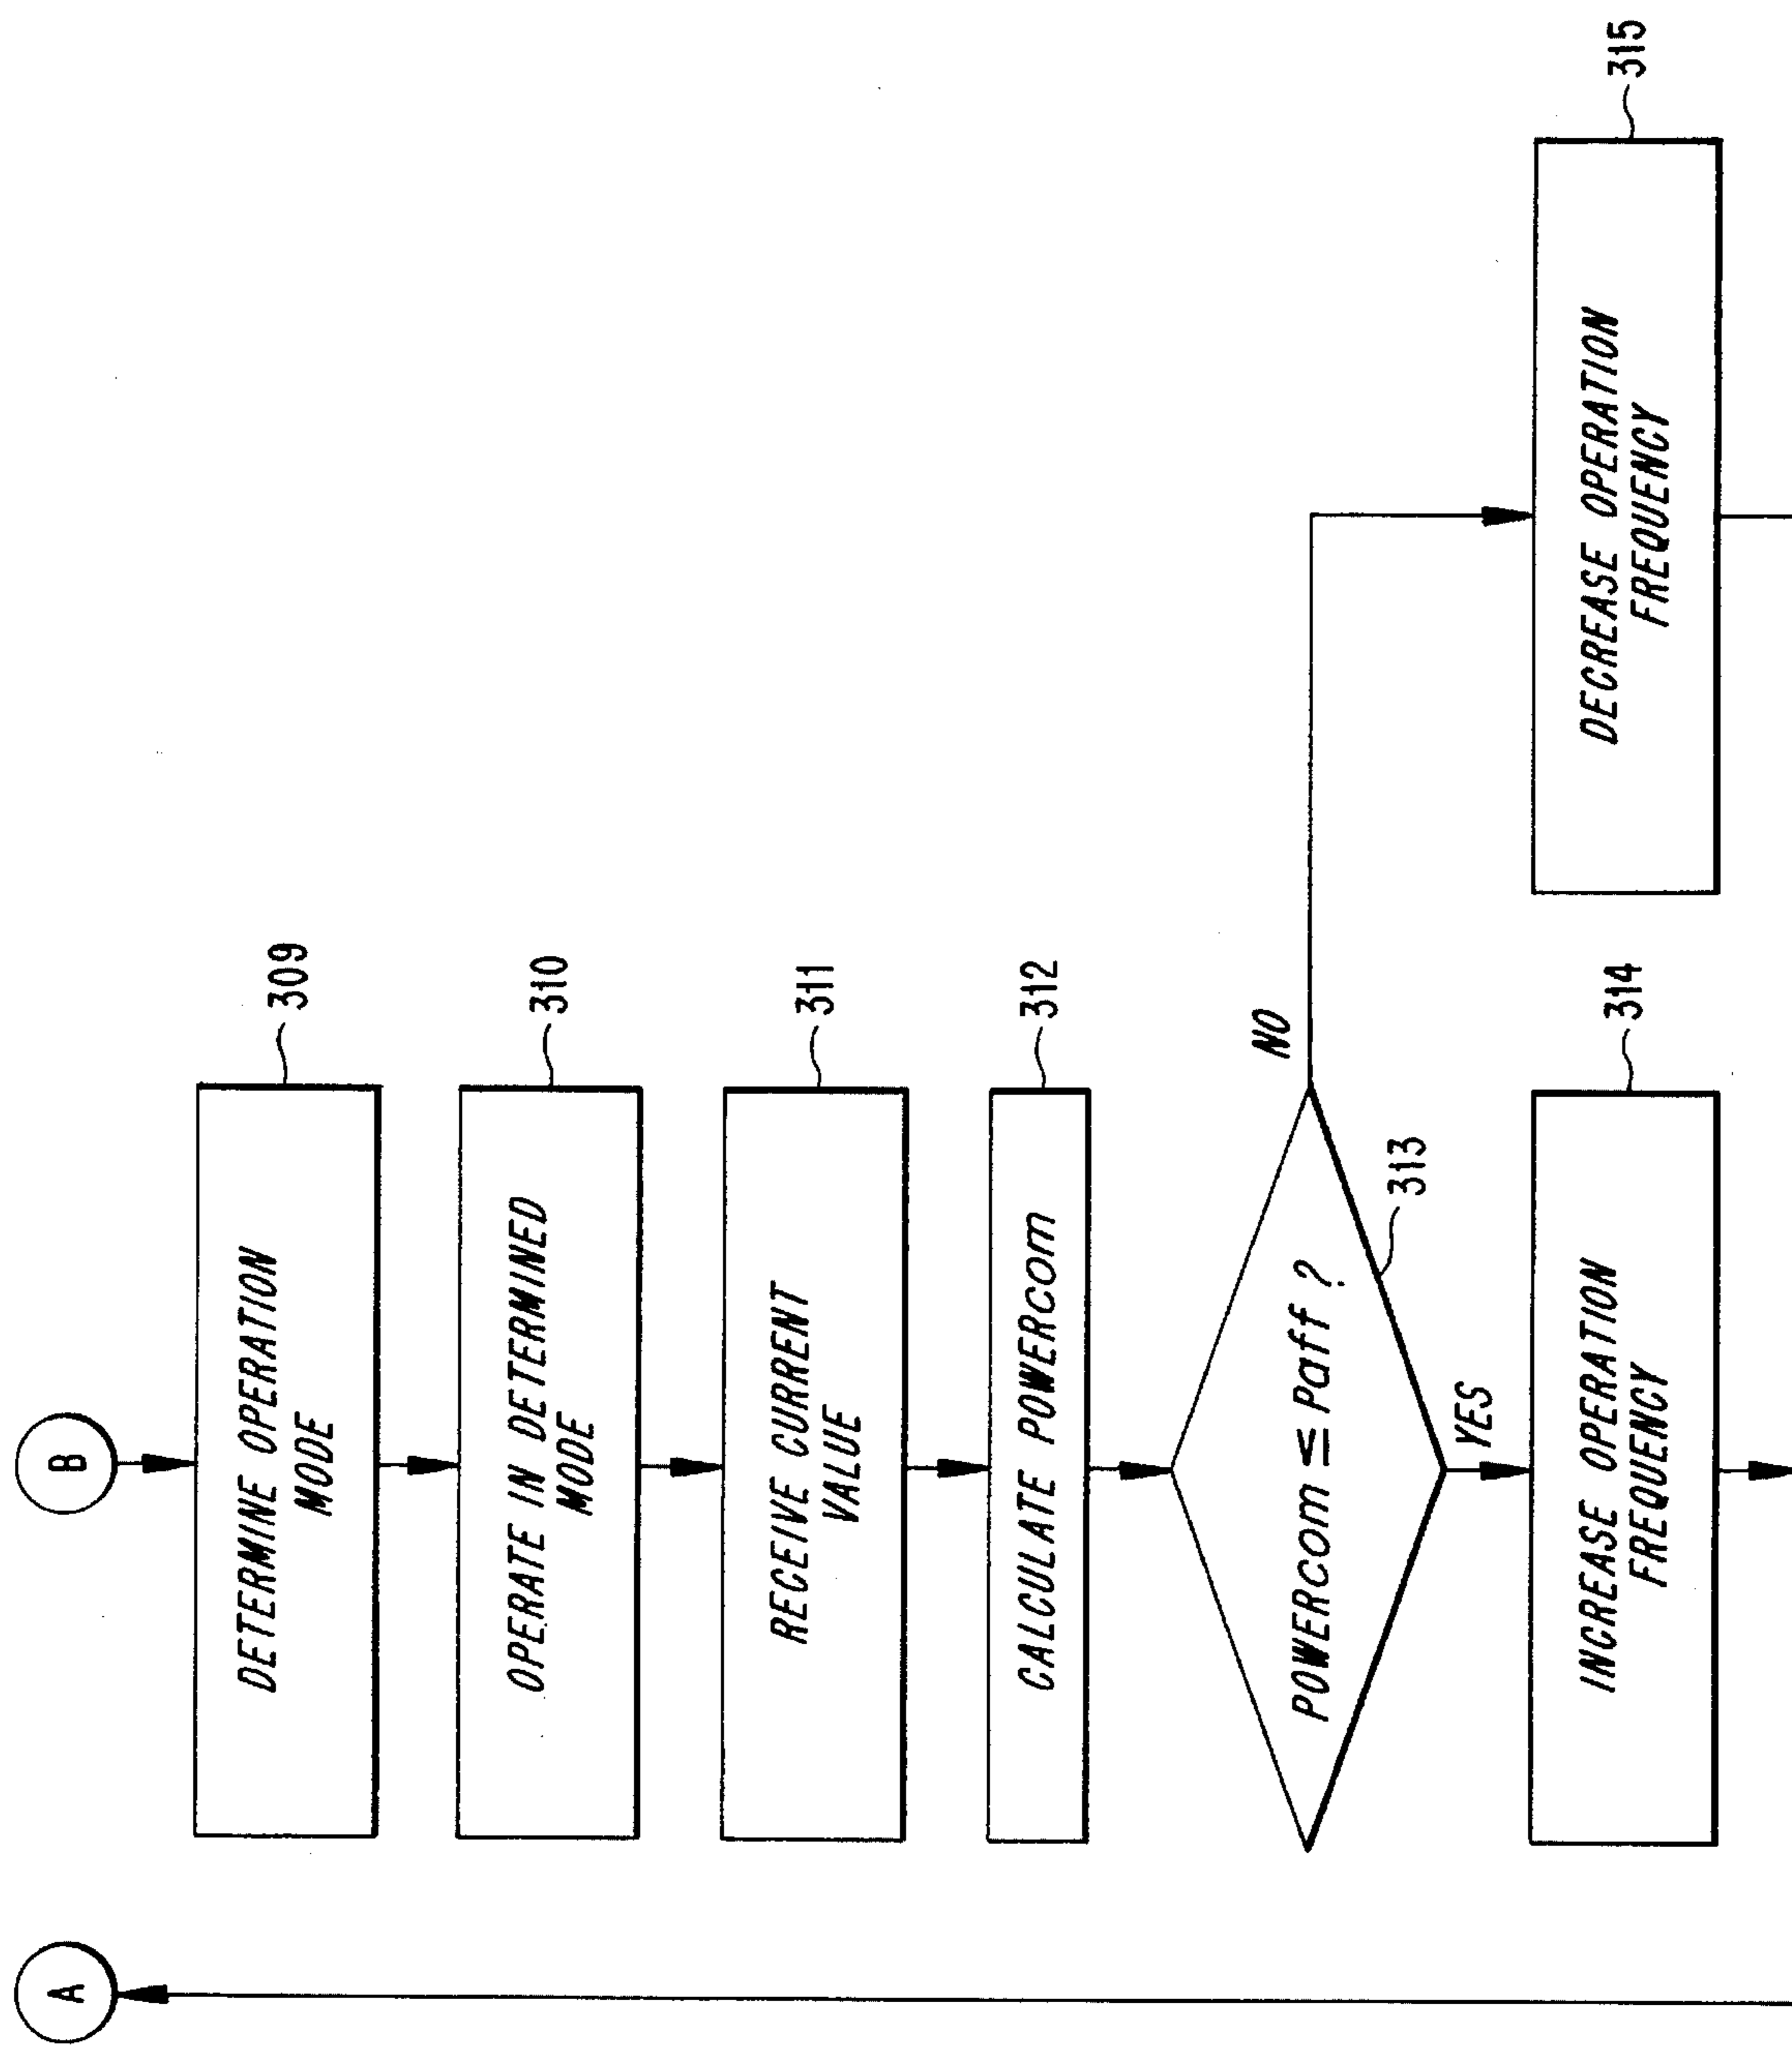 A
B
DETERMINE OPERATION
MODE
309
OPERATE IN DETERMINED
MODE
310
RECEIVE CURRENT
VALUE
311
CALCULATE POWERcom
312
POWERcom ≤ Paff ?
313
NO
YES
INCREASE OPERATION
FREQUENCY
314
DECREASE OPERATION
FREQUENCY
315